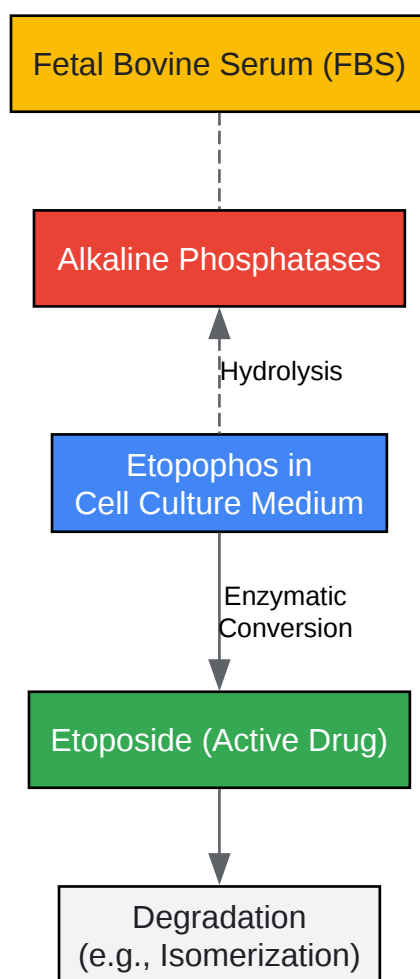 Fetal Bovine Serum (FBS)
Alkaline Phosphatases
Hydrolysis
Etopophos in
Cell Culture Medium
Enzymatic
Conversion
Etoposide (Active Drug)
Degradation
(e.g., Isomerization)